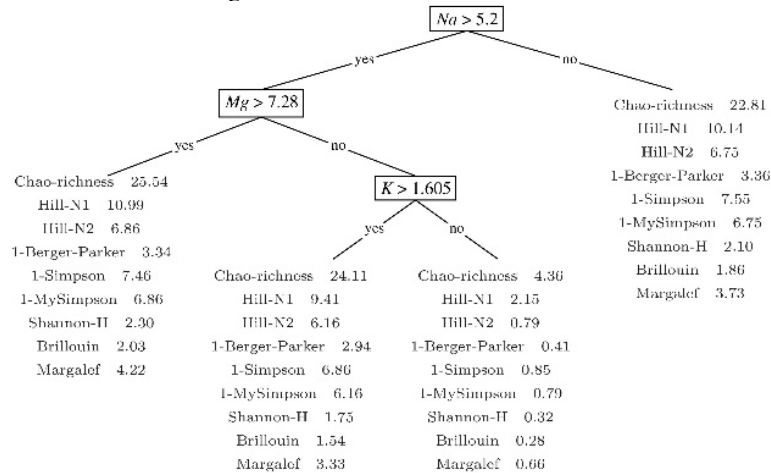 Na > 5.2
yes
no
Mg > 7.28
yes
no
Chao-richness 22.81
Hill-N1 10.14
Hill-N2 6.75
1-Berger-Parker 3.36
1-Simpson 7.55
1-MySimpson 6.75
Shannon-H 2.10
Brillouin 1.86
Margalef 3.73
Chao-richness 25.54
Hill-N1 10.99
Hill-N2 6.86
1-Berger-Parker 3.34
1-Simpson 7.46
1-MySimpson 6.86
Shannon-H 2.30
Brillouin 2.03
Margalef 4.22
K > 1.605
yes
no
Chao-richness 24.11
Hill-N1 9.41
Hill-N2 6.16
1-Berger-Parker 2.94
1-Simpson 6.86
1-MySimpson 6.16
Shannon-H 1.75
Brillouin 1.54
Margalef 3.33
Chao-richness 4.36
Hill-N1 2.15
Hill-N2 0.79
1-Berger-Parker 0.41
1-Simpson 0.85
1-MySimpson 0.79
Shannon-H 0.32
Brillouin 0.28
Margalef 0.66